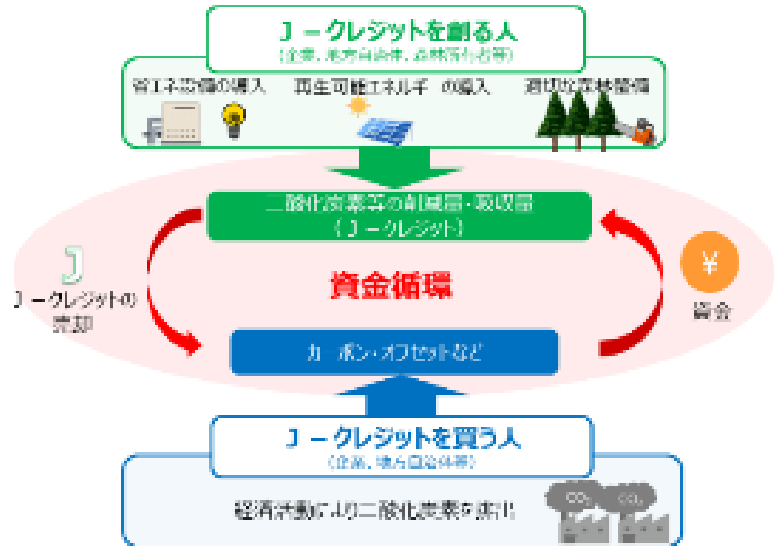 J-クレジットを創る人
(企業、地方自治体、森林所有者等)
省エネ設備の導入
再生可能エネルギーの導入
適切な森林整備
二酸化炭素等の削減量・吸収量
(J-クレジット)
J
J-クレジットの
売却
資金循環
¥
資金
カーボン・オフセットなど
J-クレジットを買う人
(企業、地方自治体等)
経済活動により二酸化炭素を排出
CO₂
CO₂